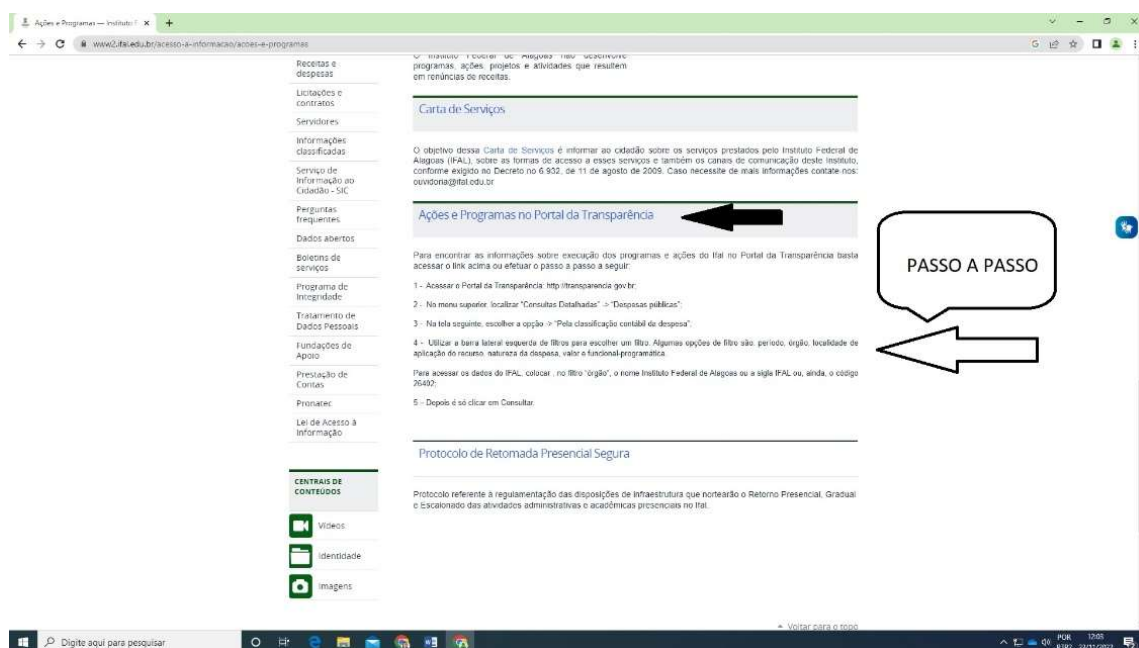 Ações e Programas — Instituto F
www2.ifal.edu.br/acesso-a-informacao/acoes-e-programas
Receitas e
despesas
Licitações e
contratos
Servidores
Informações
classificadas
Serviço de
Informação ao
Cidadão - SIC
Perguntas
frequentes
Dados abertos
Boletins de
serviços
Programa de
Integridade
Tratamento de
Dados Pessoais
Fundações de
Apoio
Prestação de
Contas
Pronatec
Lei de Acesso à
Informação
CENTRAIS DE
CONTEÚDOS
Vídeos
Identidade
Imagens
O Instituto Federal de Alagoas não desenvolve
programas, ações, projetos e atividades que resultem
em renúncias de receitas.
Carta de Serviços
O objetivo dessa Carta de Serviços é informar ao cidadão sobre os serviços prestados pelo Instituto Federal de
Alagoas (IFAL), sobre as formas de acesso a esses serviços e também os canais de comunicação deste Instituto,
conforme exigido no Decreto no 6.932, de 11 de agosto de 2009. Caso necessite de mais informações contate-nos:
ouvidoria@ifal.edu.br
Ações e Programas no Portal da Transparência
Para encontrar as informações sobre execução dos programas e ações do Ifal no Portal da Transparência basta
acessar o link acima ou efetuar o passo a passo a seguir:
1 - Acessar o Portal da Transparência: http://transparencia.gov.br;
2 - No menu superior, localizar "Consultas Detalhadas" -> "Despesas públicas";
3 - Na tela seguinte, escolher a opção -> "Pela classificação contábil da despesa".
4 - Utilizar a barra lateral esquerda de filtros para escolher um filtro. Algumas opções de filtro são: período, órgão, localidade de
aplicação do recurso, natureza da despesa, valor e funcional-programática.
Para acessar os dados do IFAL, colocar , no filtro "órgão", o nome Instituto Federal de Alagoas ou a sigla IFAL ou, ainda, o código
26402;
5 - Depois é só clicar em Consultar.
PASSO A PASSO
Protocolo de Retomada Presencial Segura
Protocolo referente à regulamentação das disposições de infraestrutura que nortearão o Retorno Presencial, Gradual
e Escalonado das atividades administrativas e acadêmicas presenciais no Ifal.
Voltar para o topo
Digite aqui para pesquisar
POR 12:03
PTB2 23/11/2022